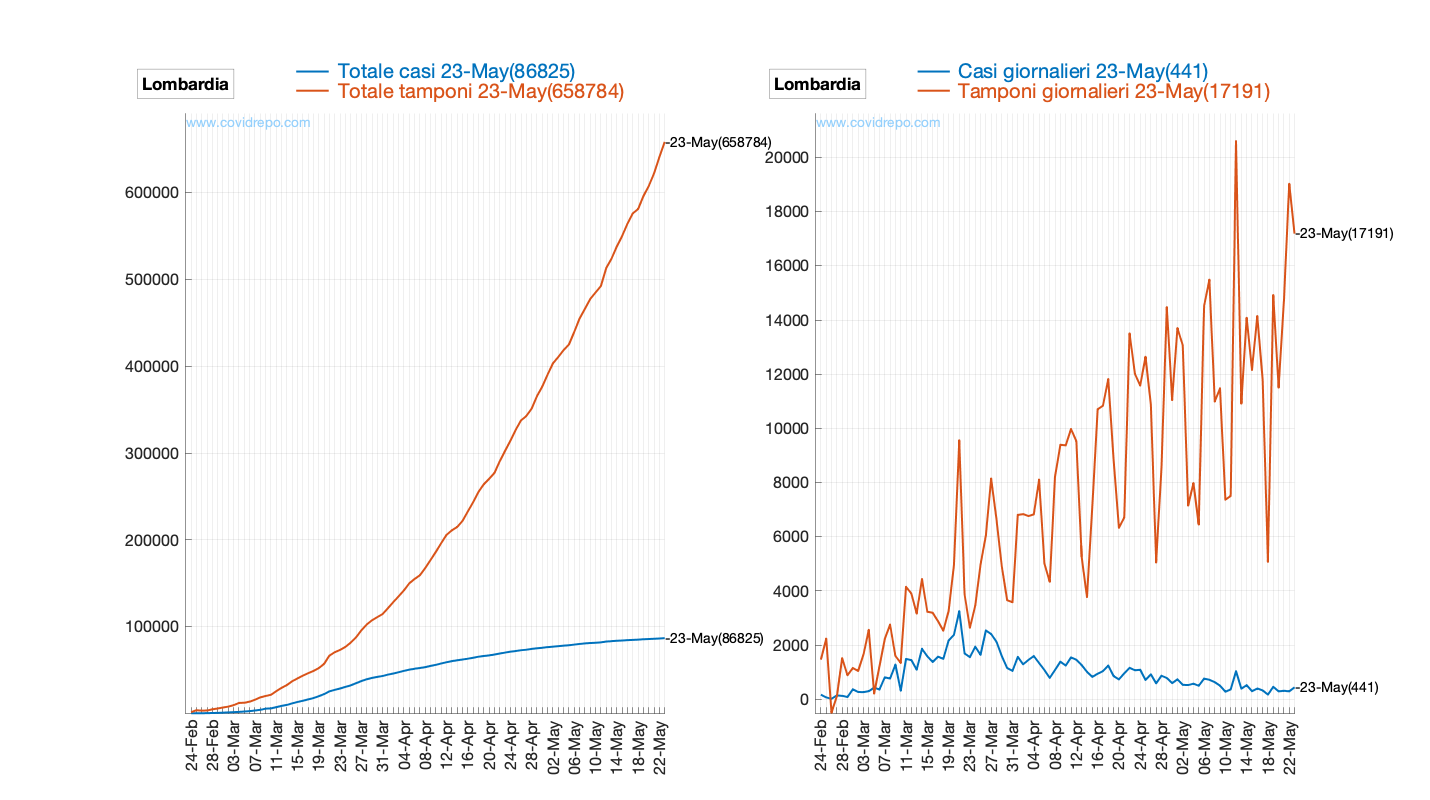 Lombardia
Totale casi 23-May(86825)
Totale tamponi 23-May(658784)
www.covidrepo.com
23-May(658784)
600000
500000
400000
300000
200000
100000
23-May(86825)
24-Feb
28-Feb
03-Mar
07-Mar
11-Mar
15-Mar
19-Mar
23-Mar
27-Mar
31-Mar
04-Apr
08-Apr
12-Apr
16-Apr
20-Apr
24-Apr
28-Apr
02-May
06-May
10-May
14-May
18-May
22-May
Lombardia
Casi giornalieri 23-May(441)
Tamponi giornalieri 23-May(17191)
www.covidrepo.com
20000
18000
23-May(17191)
16000
14000
12000
10000
8000
6000
4000
2000
0
23-May(441)
24-Feb
28-Feb
03-Mar
07-Mar
11-Mar
15-Mar
19-Mar
23-Mar
27-Mar
31-Mar
04-Apr
08-Apr
12-Apr
16-Apr
20-Apr
24-Apr
28-Apr
02-May
06-May
10-May
14-May
18-May
22-May